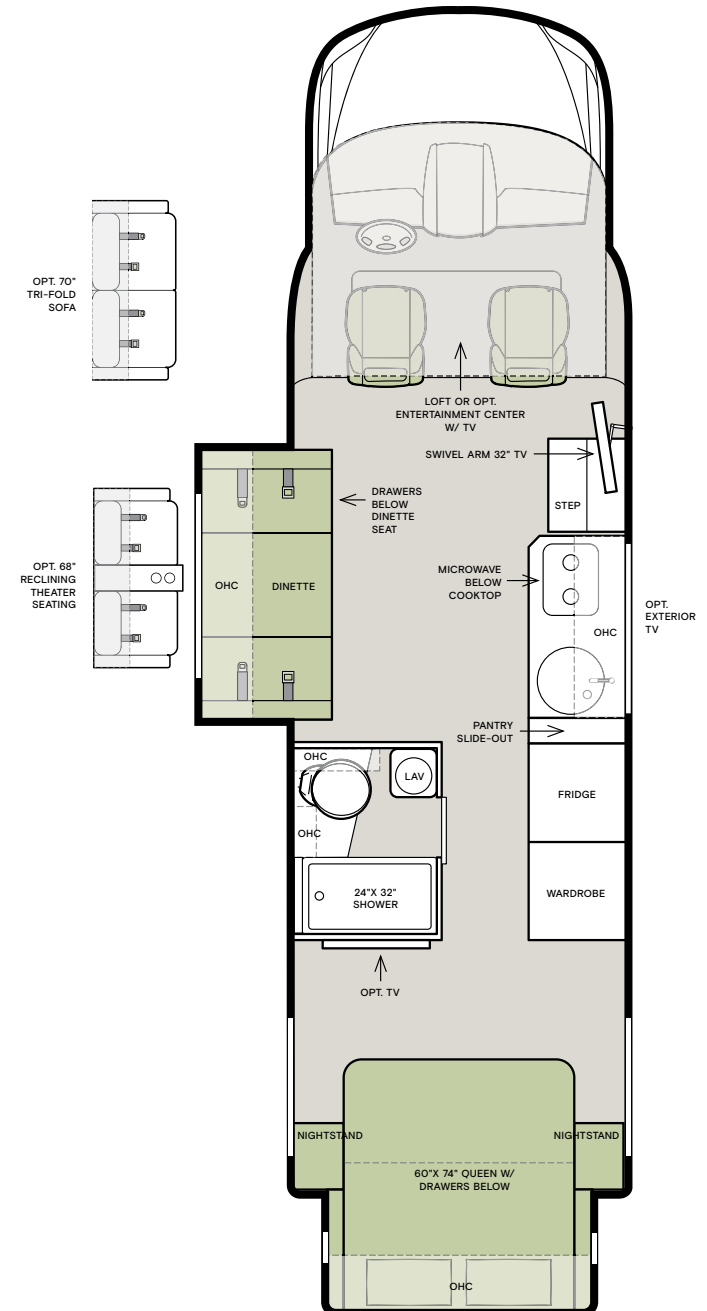 OPT. 70"
TRI-FOLD
SOFA
LOFT OR OPT.
ENTERTAINMENT CENTER
W/ TV
SWIVEL ARM 32" TV
STEP
DRAWERS
BELOW
DINETTE
SEAT
OPT. 68"
RECLINING
THEATER
SEATING
OHC
DINETTE
MICROWAVE
BELOW
COOKTOP
OHC
OPT.
EXTERIOR
TV
PANTRY
SLIDE-OUT
OHC
LAV
OHC
FRIDGE
24"X 32"
SHOWER
WARDROBE
OPT. TV
NIGHTSTAND
NIGHTSTAND
60"X 74" QUEEN W/
DRAWERS BELOW
OHC